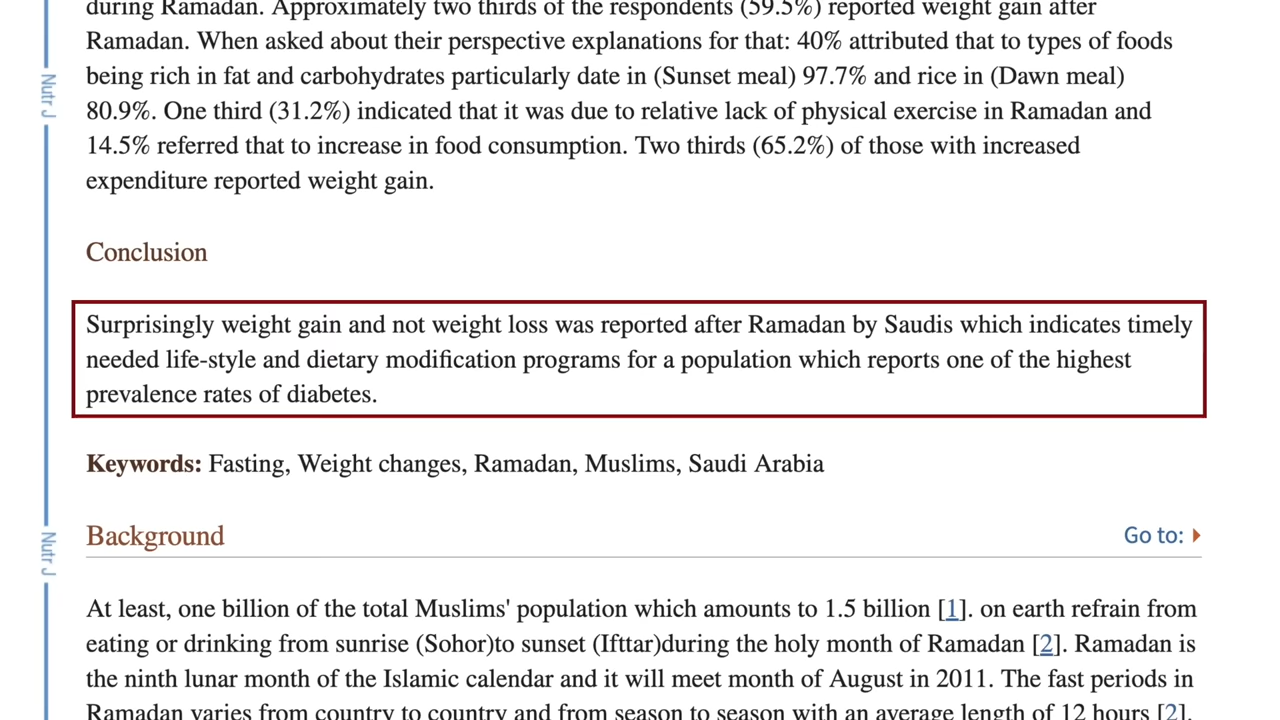 during Ramadan. Approximately two thirds of the respondents (59.5%) reported weight gain after
Ramadan. When asked about their perspective explanations for that: 40% attributed that to types of foods
being rich in fat and carbohydrates particularly date in (Sunset meal) 97.7% and rice in (Dawn meal)
80.9%. One third (31.2%) indicated that it was due to relative lack of physical exercise in Ramadan and
14.5% referred that to increase in food consumption. Two thirds (65.2%) of those with increased
expenditure reported weight gain.
Conclusion
Surprisingly weight gain and not weight loss was reported after Ramadan by Saudis which indicates timely
needed life-style and dietary modification programs for a population which reports one of the highest
prevalence rates of diabetes.
Keywords: Fasting, Weight changes, Ramadan, Muslims, Saudi Arabia
Background Go to:
At least, one billion of the total Muslims' population which amounts to 1.5 billion [1]. on earth refrain from
eating or drinking from sunrise (Sohor)to sunset (Ifttar)during the holy month of Ramadan [2]. Ramadan is
the ninth lunar month of the Islamic calendar and it will meet month of August in 2011. The fast periods in
Ramadan varies from country to country and from season to season with an average length of 12 hours [2].
Nutr J
Nutr J